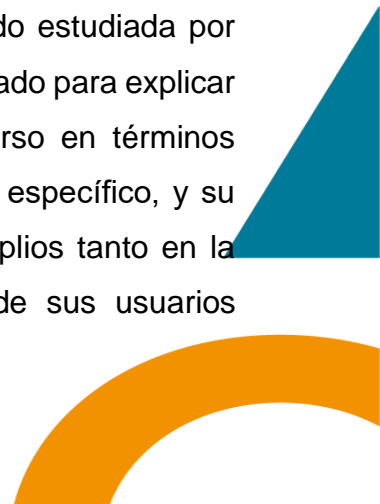 do estudiada por
ado para explicar
rso en términos
específico, y su
plios tanto en la
de sus usuarios